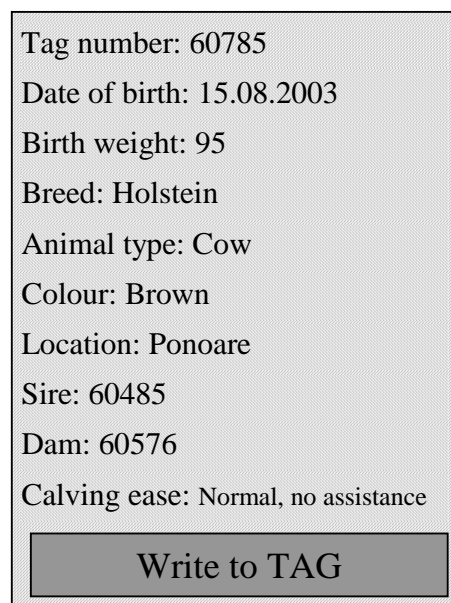 Tag number: 60785
Date of birth: 15.08.2003
Birth weight: 95
Breed: Holstein
Animal type: Cow
Colour: Brown
Location: Ponoare
Sire: 60485
Dam: 60576
Calving ease: Normal, no assistance
Write to TAG